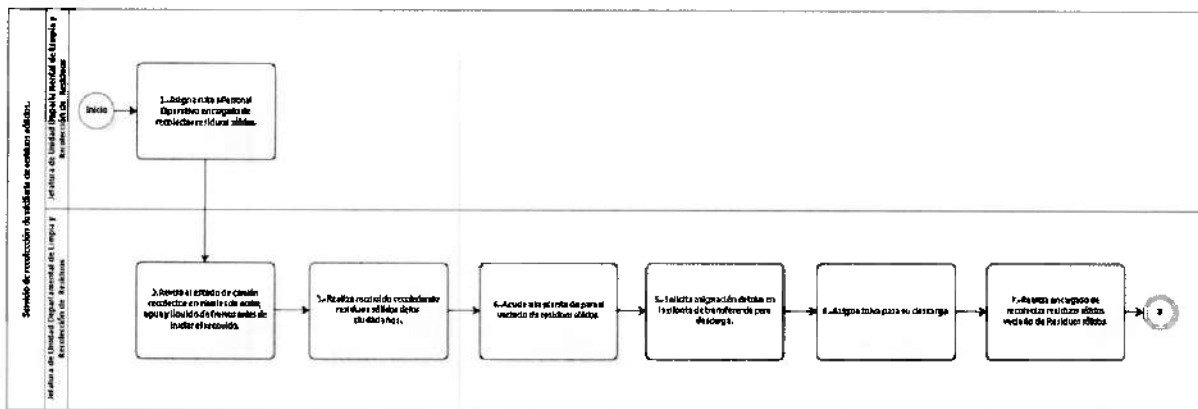 Servicio de recolección domiciliaria de residuos sólidos.
Jefatura de Unidad Departamental de Limpia y
Recolección de Residuos
Inicio
1.-Asigna ruta a Personal
Operativo encargado de
recolectar residuos sólidos.
Jefatura de Unidad Departamental de Limpia y
Recolección de Residuos
2.-Revisa el estado de camión
recolector en niveles de aceite,
agua y líquido de frenos antes de
iniciar el recorrido.
3.-Realiza recorrido recolectando
residuos sólidos de los
ciudadanos.
4.-Acude a la planta de para el
vaciado de residuos sólidos.
5.-Solicita asignación de tolva en
la planta de transferencia para
descarga.
6.-Asigna tolva para su descarga
7.-Realiza encargado de
recolectar residuos sólidos
vaciado de Residuos sólidos.